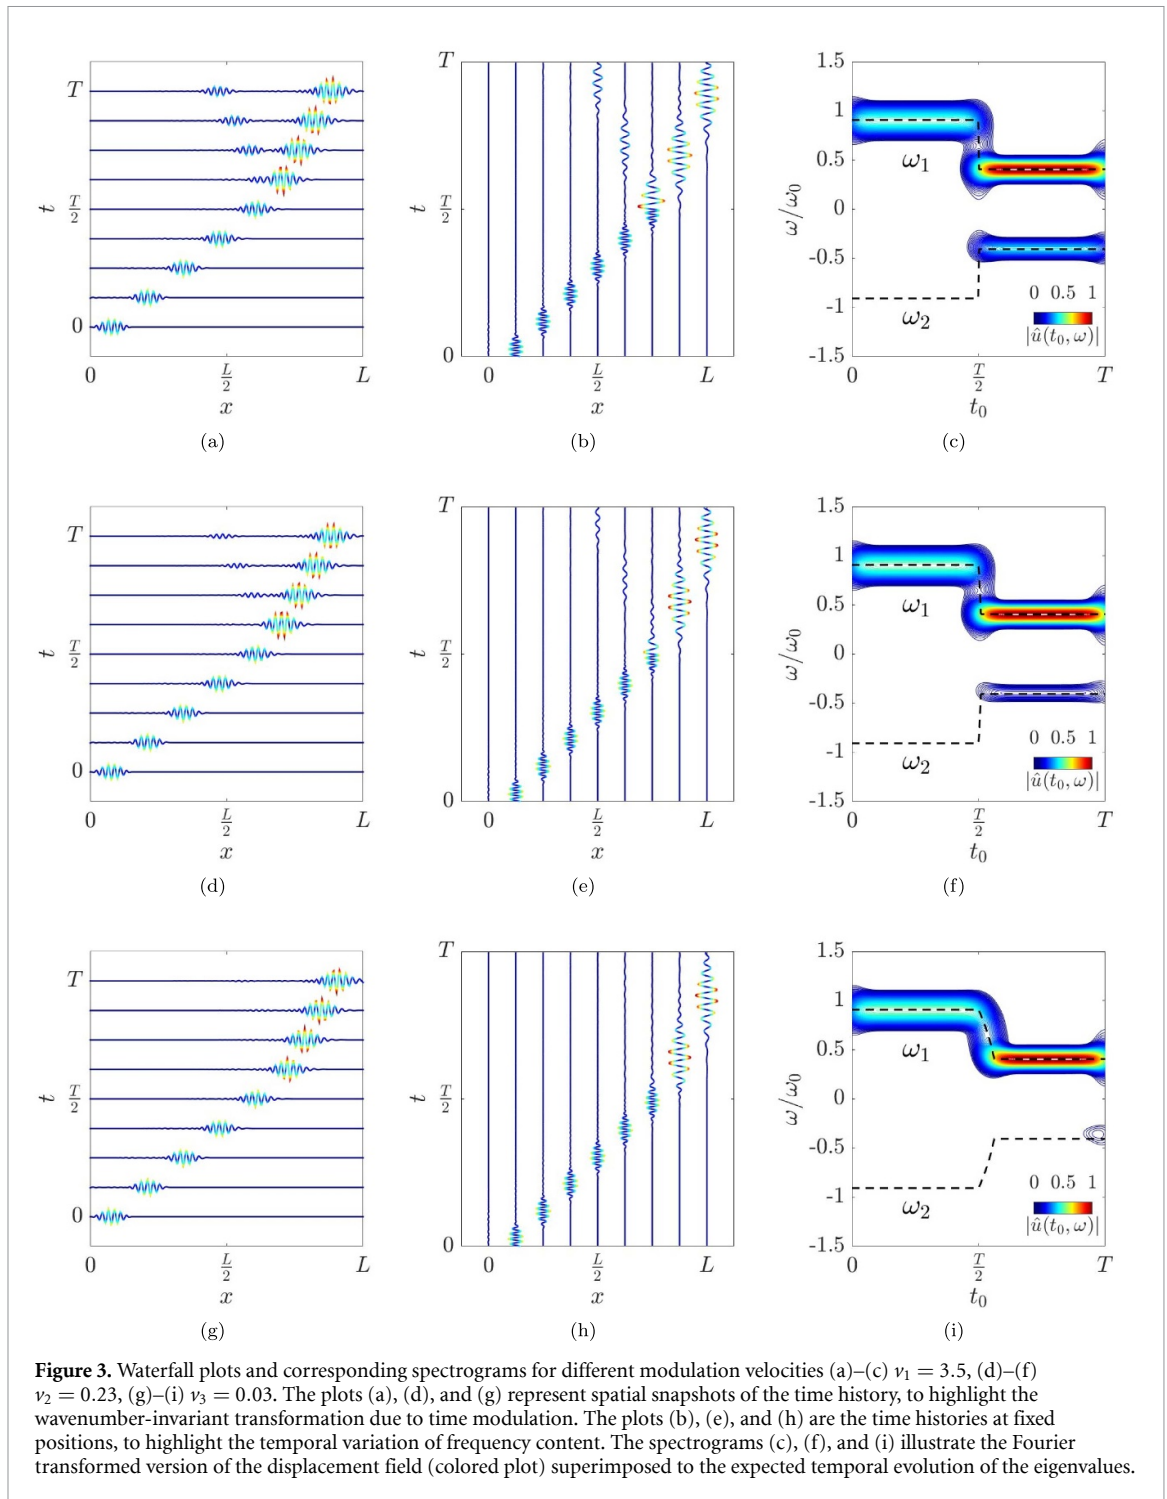 T
t
T/2
0
0
L/2
L
x
(a)
T
t
T/2
0
0
L/2
L
x
(b)
1.5
1
0.5
0
-0.5
-1
-1.5
ω/ω0
ω1
ω2
0 0.5 1
|û(t0, ω)|
0
T/2
T
t0
(c)
T
t
T/2
0
0
L/2
L
x
(d)
T
t
T/2
0
0
L/2
L
x
(e)
1.5
1
0.5
0
-0.5
-1
-1.5
ω/ω0
ω1
ω2
0 0.5 1
|û(t0, ω)|
0
T/2
T
t0
(f)
T
t
T/2
0
0
L/2
L
x
(g)
T
t
T/2
0
0
L/2
L
x
(h)
1.5
1
0.5
0
-0.5
-1
-1.5
ω/ω0
ω1
ω2
0 0.5 1
|û(t0, ω)|
0
T/2
T
t0
(i)
Figure 3. Waterfall plots and corresponding spectrograms for different modulation velocities (a)–(c) ν1 = 3.5, (d)–(f)
ν2 = 0.23, (g)–(i) ν3 = 0.03. The plots (a), (d), and (g) represent spatial snapshots of the time history, to highlight the
wavenumber-invariant transformation due to time modulation. The plots (b), (e), and (h) are the time histories at fixed
positions, to highlight the temporal variation of frequency content. The spectrograms (c), (f), and (i) illustrate the Fourier
transformed version of the displacement field (colored plot) superimposed to the expected temporal evolution of the eigenvalues.